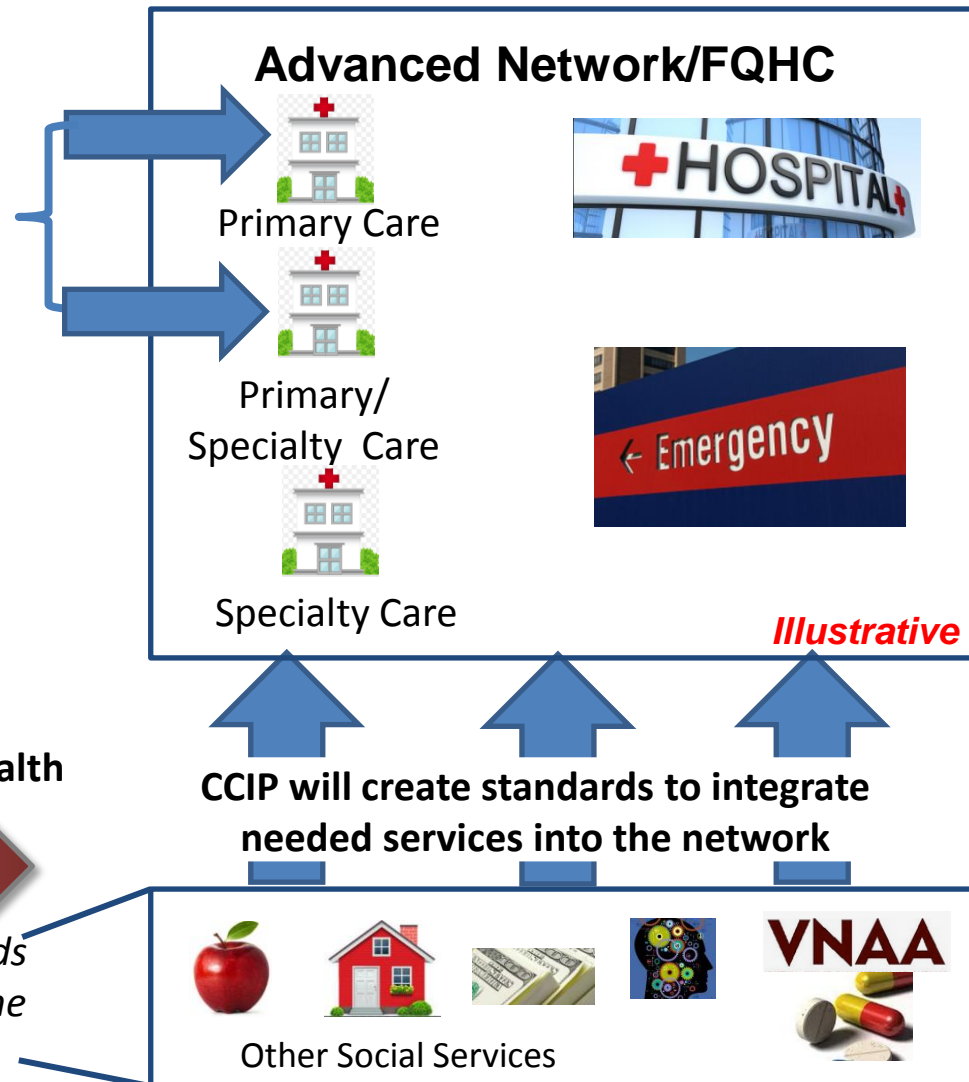 Advanced Network/FQHC
Primary Care
HOSPITAL
Primary/
Specialty Care
Emergency
Specialty Care
Illustrative
alth
CCIP will create standards to integrate
needed services into the network
ds
ne
VNAA
Other Social Services